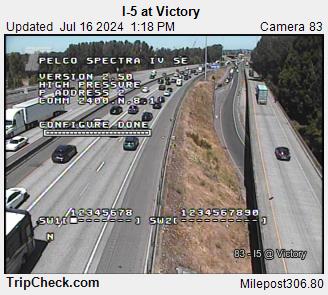 I-5 at Victory
Updated Jul 16 2024 1:18 PM Camera 83
PELCO SPECTRA IV SE
VERSION 2.50
HIGH PRESSURE
P ADDRESS 2
COMM 2400,N,8,1
CONFIGURE DONE
12345678 1234567890
SW1 SW2
N
83 - I5 @ Victory
TripCheck.com Milepost306.80